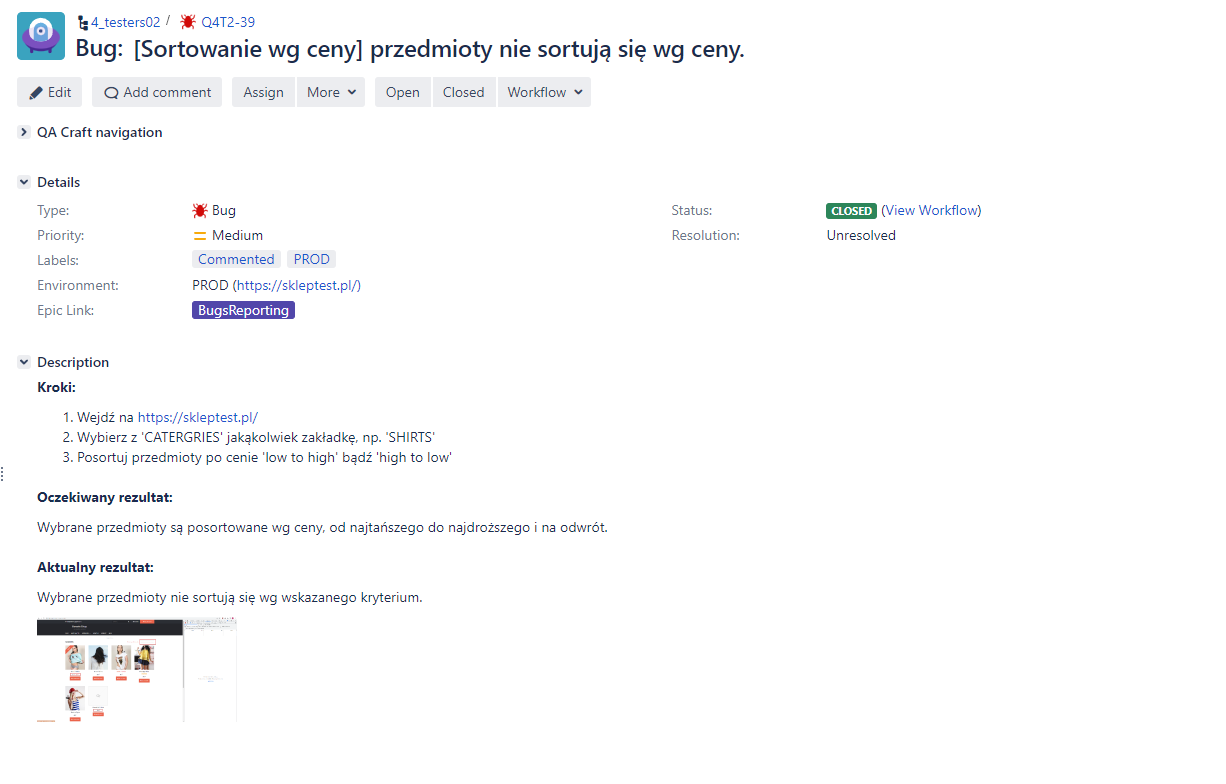 4_testers02 / Q4T2-39
Bug: [Sortowanie wg ceny] przedmioty nie sortują się wg ceny.
Edit Add comment Assign More Open Closed Workflow
QA Craft navigation
Details
Type: Bug Status: CLOSED (View Workflow)
Priority: Medium Resolution: Unresolved
Labels: Commented PROD
Environment: PROD (https://skleptest.pl/)
Epic Link: BugsReporting
Description
Kroki:
1. Wejdź na https://skleptest.pl/
2. Wybierz z 'CATERGRIES' jakąkolwiek zakładkę, np. 'SHIRTS'
3. Posortuj przedmioty po cenie 'low to high' bądź 'high to low'
Oczekiwany rezultat:
Wybrane przedmioty są posortowane wg ceny, od najtańszego do najdroższego i na odwrót.
Aktualny rezultat:
Wybrane przedmioty nie sortują się wg wskazanego kryterium.